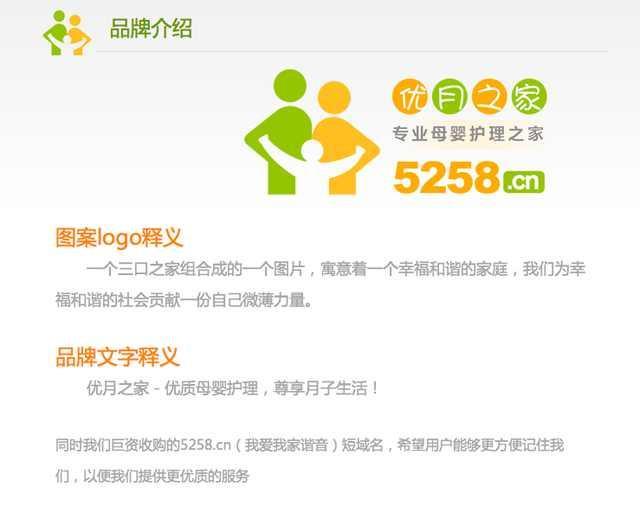 品牌介绍
优月之家
专业母婴护理之家
5258.cn
图案logo释义
一个三口之家组合成的一个图片，寓意着一个幸福和谐的家庭，我们为幸
福和谐的社会贡献一份自己微薄力量。
品牌文字释义
优月之家 - 优质母婴护理，尊享月子生活！
同时我们巨资收购的5258.cn（我爱我家谐音）短域名，希望用户能够更方便记住我
们，以便我们提供更优质的服务